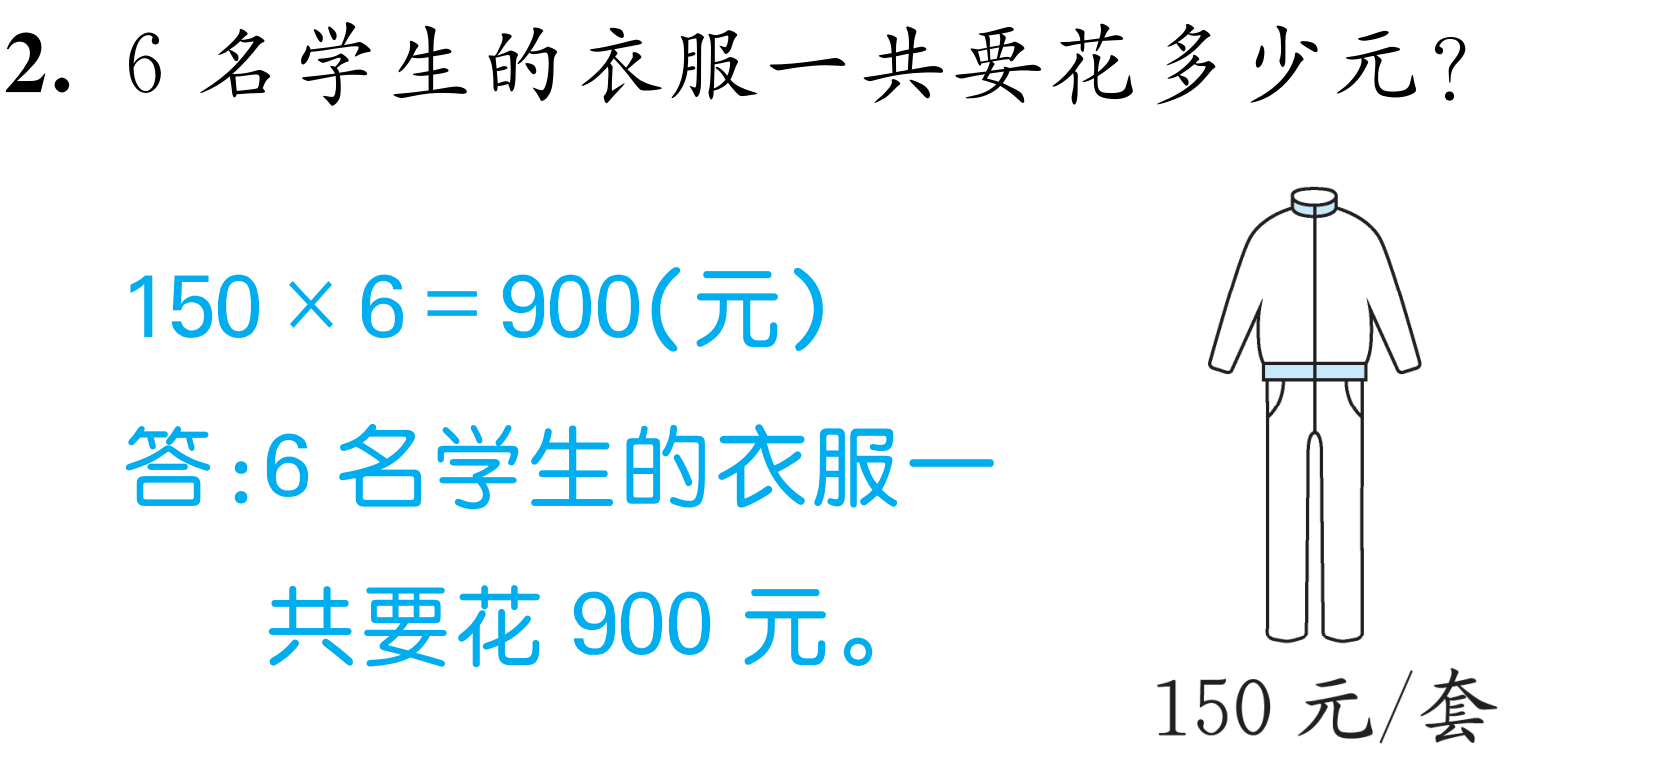 2. 6 名学生的衣服一共要花多少元?
150 × 6 = 900(元)
答:6 名学生的衣服一
共要花 900 元。
150 元/套